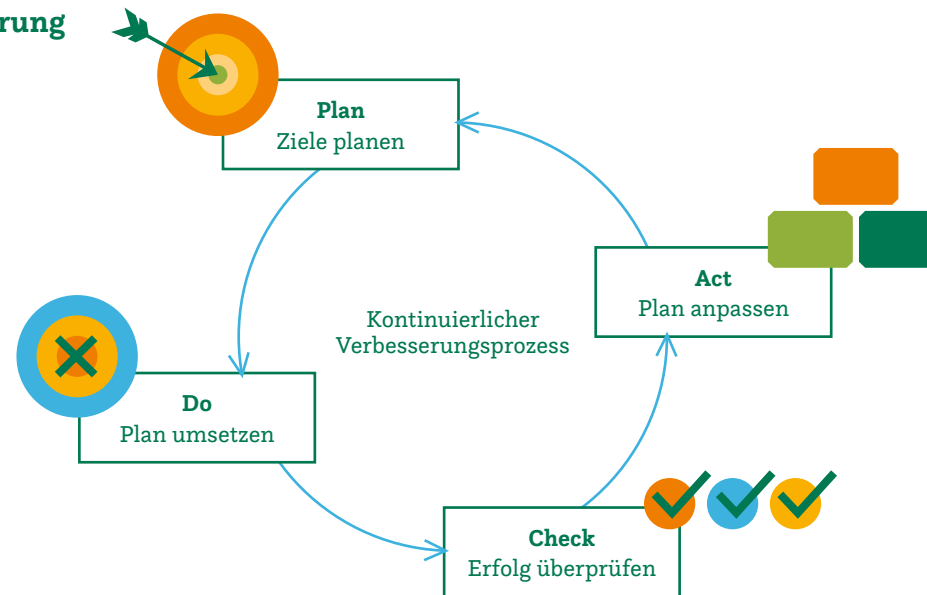 rung
Plan
Ziele planen
Act
Plan anpassen
Kontinuierlicher
Verbesserungsprozess
Do
Plan umsetzen
Check
Erfolg überprüfen